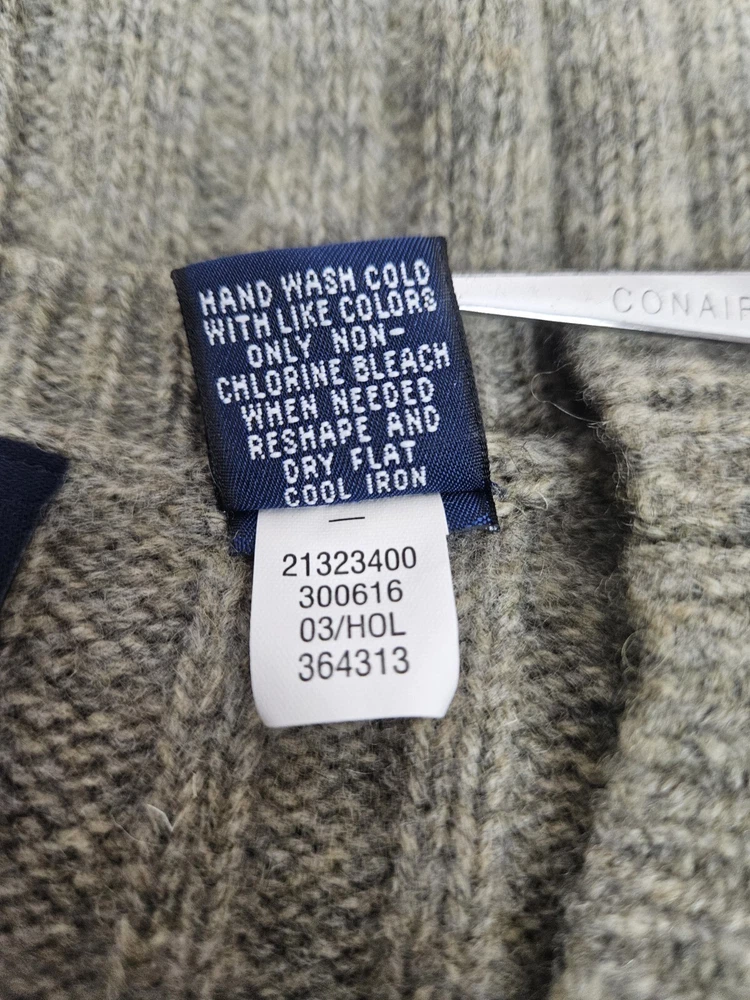 HAND WASH COLD
WITH LIKE COLORS
ONLY NON-
CHLORINE BLEACH
WHEN NEEDED
RESHAPE AND
DRY FLAT
COOL IRON
21323400
300616
03/HOL
364313
CONAIR